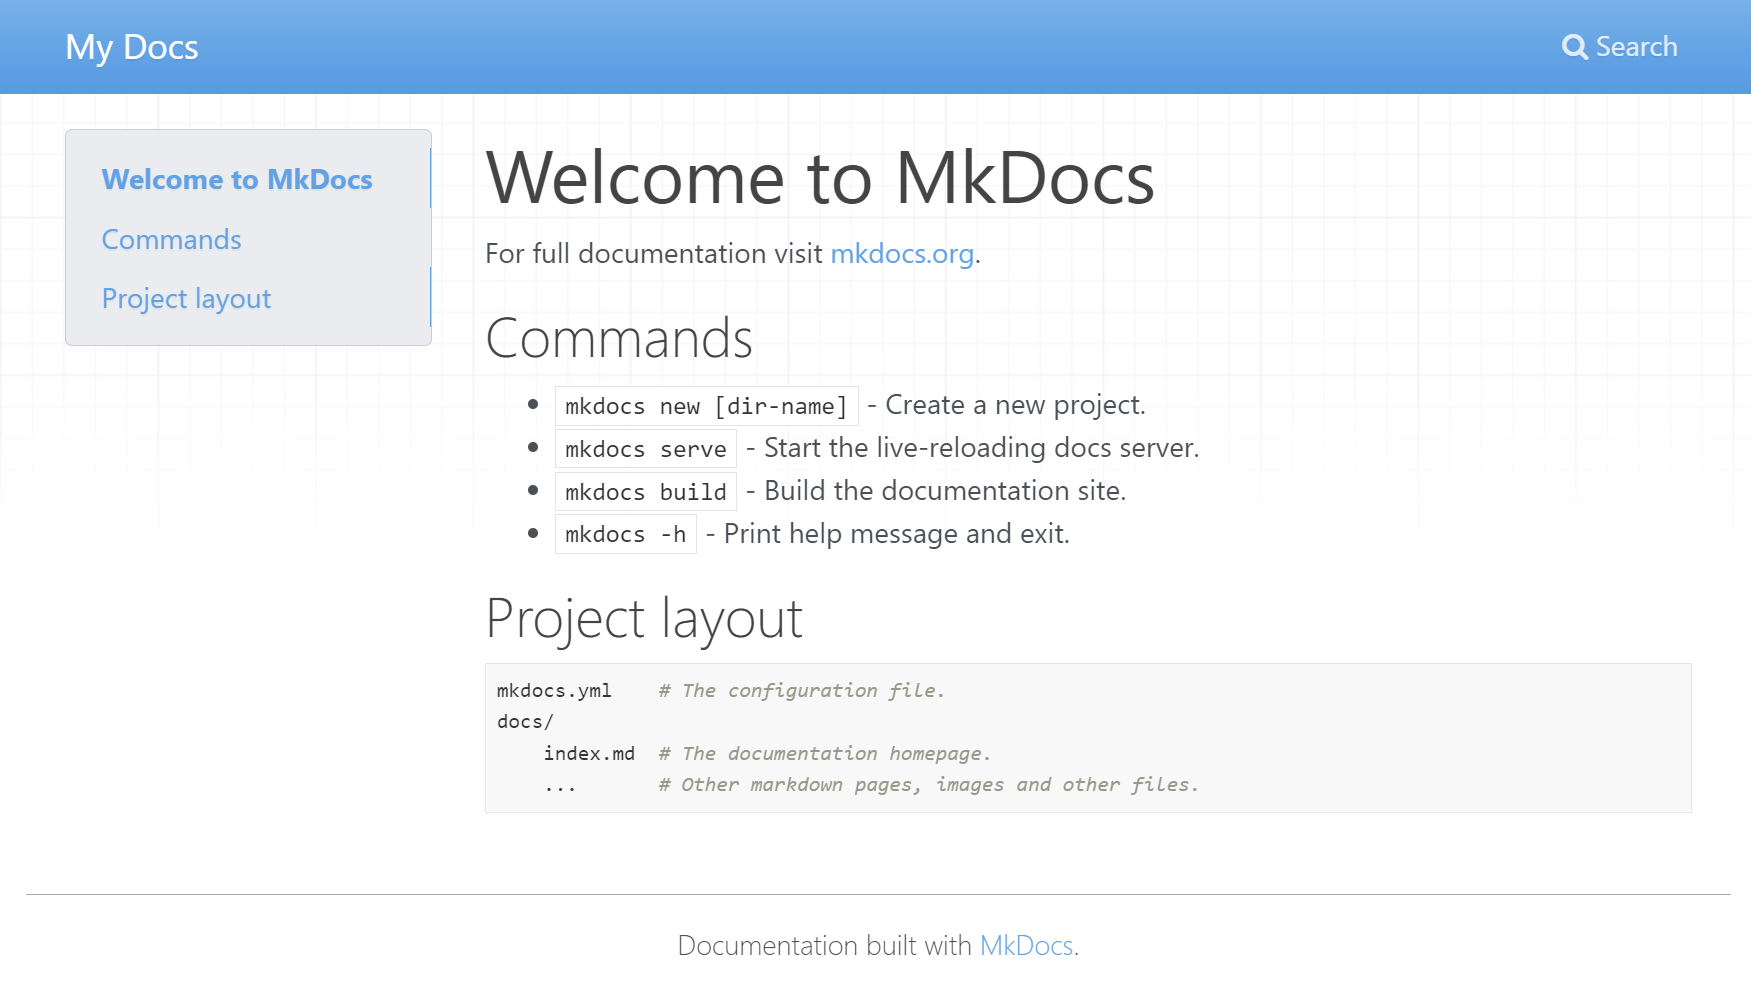 My Docs
Search
Welcome to MkDocs
Commands
Project layout
Welcome to MkDocs
For full documentation visit mkdocs.org.
Commands
mkdocs new [dir-name] - Create a new project.
mkdocs serve - Start the live-reloading docs server.
mkdocs build - Build the documentation site.
mkdocs -h - Print help message and exit.
Project layout
mkdocs.yml    # The configuration file.
docs/
    index.md  # The documentation homepage.
    ...       # Other markdown pages, images and other files.
Documentation built with MkDocs.